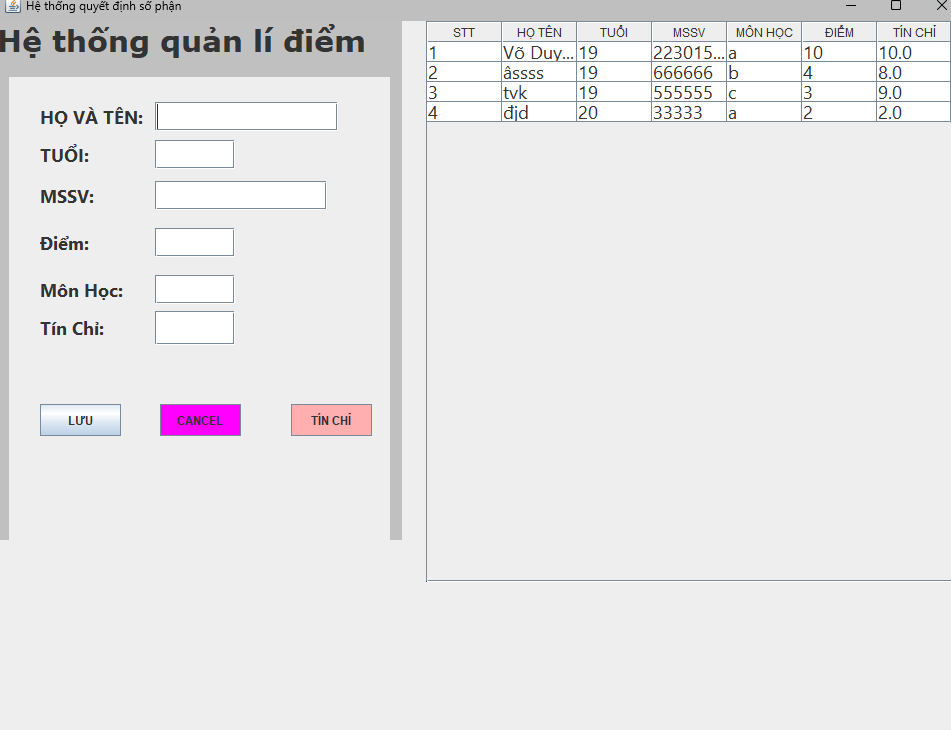 Hệ thống quyết định số phận
Hệ thống quản lí điểm
HỌ VÀ TÊN:
TUỔI:
MSSV:
Điểm:
Môn Học:
Tín Chỉ:
LƯU CANCEL TÍN CHỈ
STT HỌ TÊN TUỔI MSSV MÔN HỌC ĐIỂM TÍN CHỈ
1 Võ Duy... 19 223015... a 10 10.0
2 âssss 19 666666 b 4 8.0
3 tvk 19 555555 c 3 9.0
4 địd 20 33333 a 2 2.0